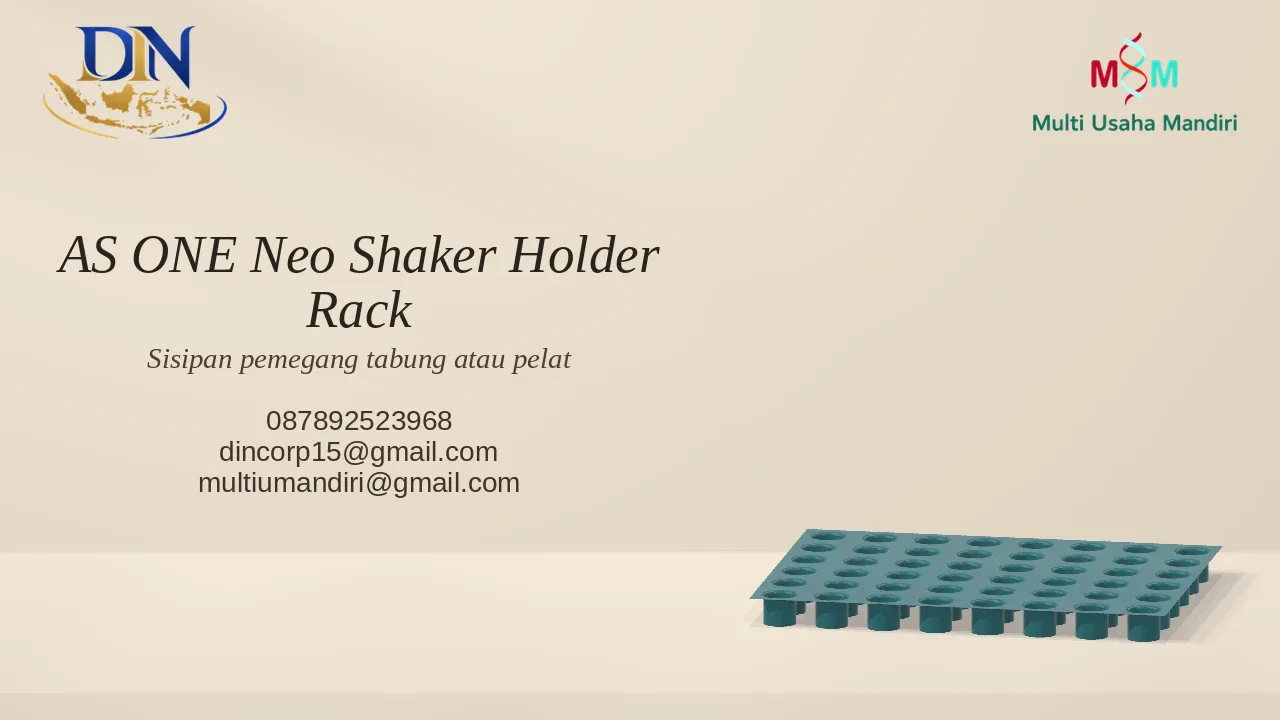 DN
M M
Multi Usaha Mandiri
AS ONE Neo Shaker Holder
Rack
Sisipan pemegang tabung atau pelat
087892523968
dincorp15@gmail.com
multiumandiri@gmail.com